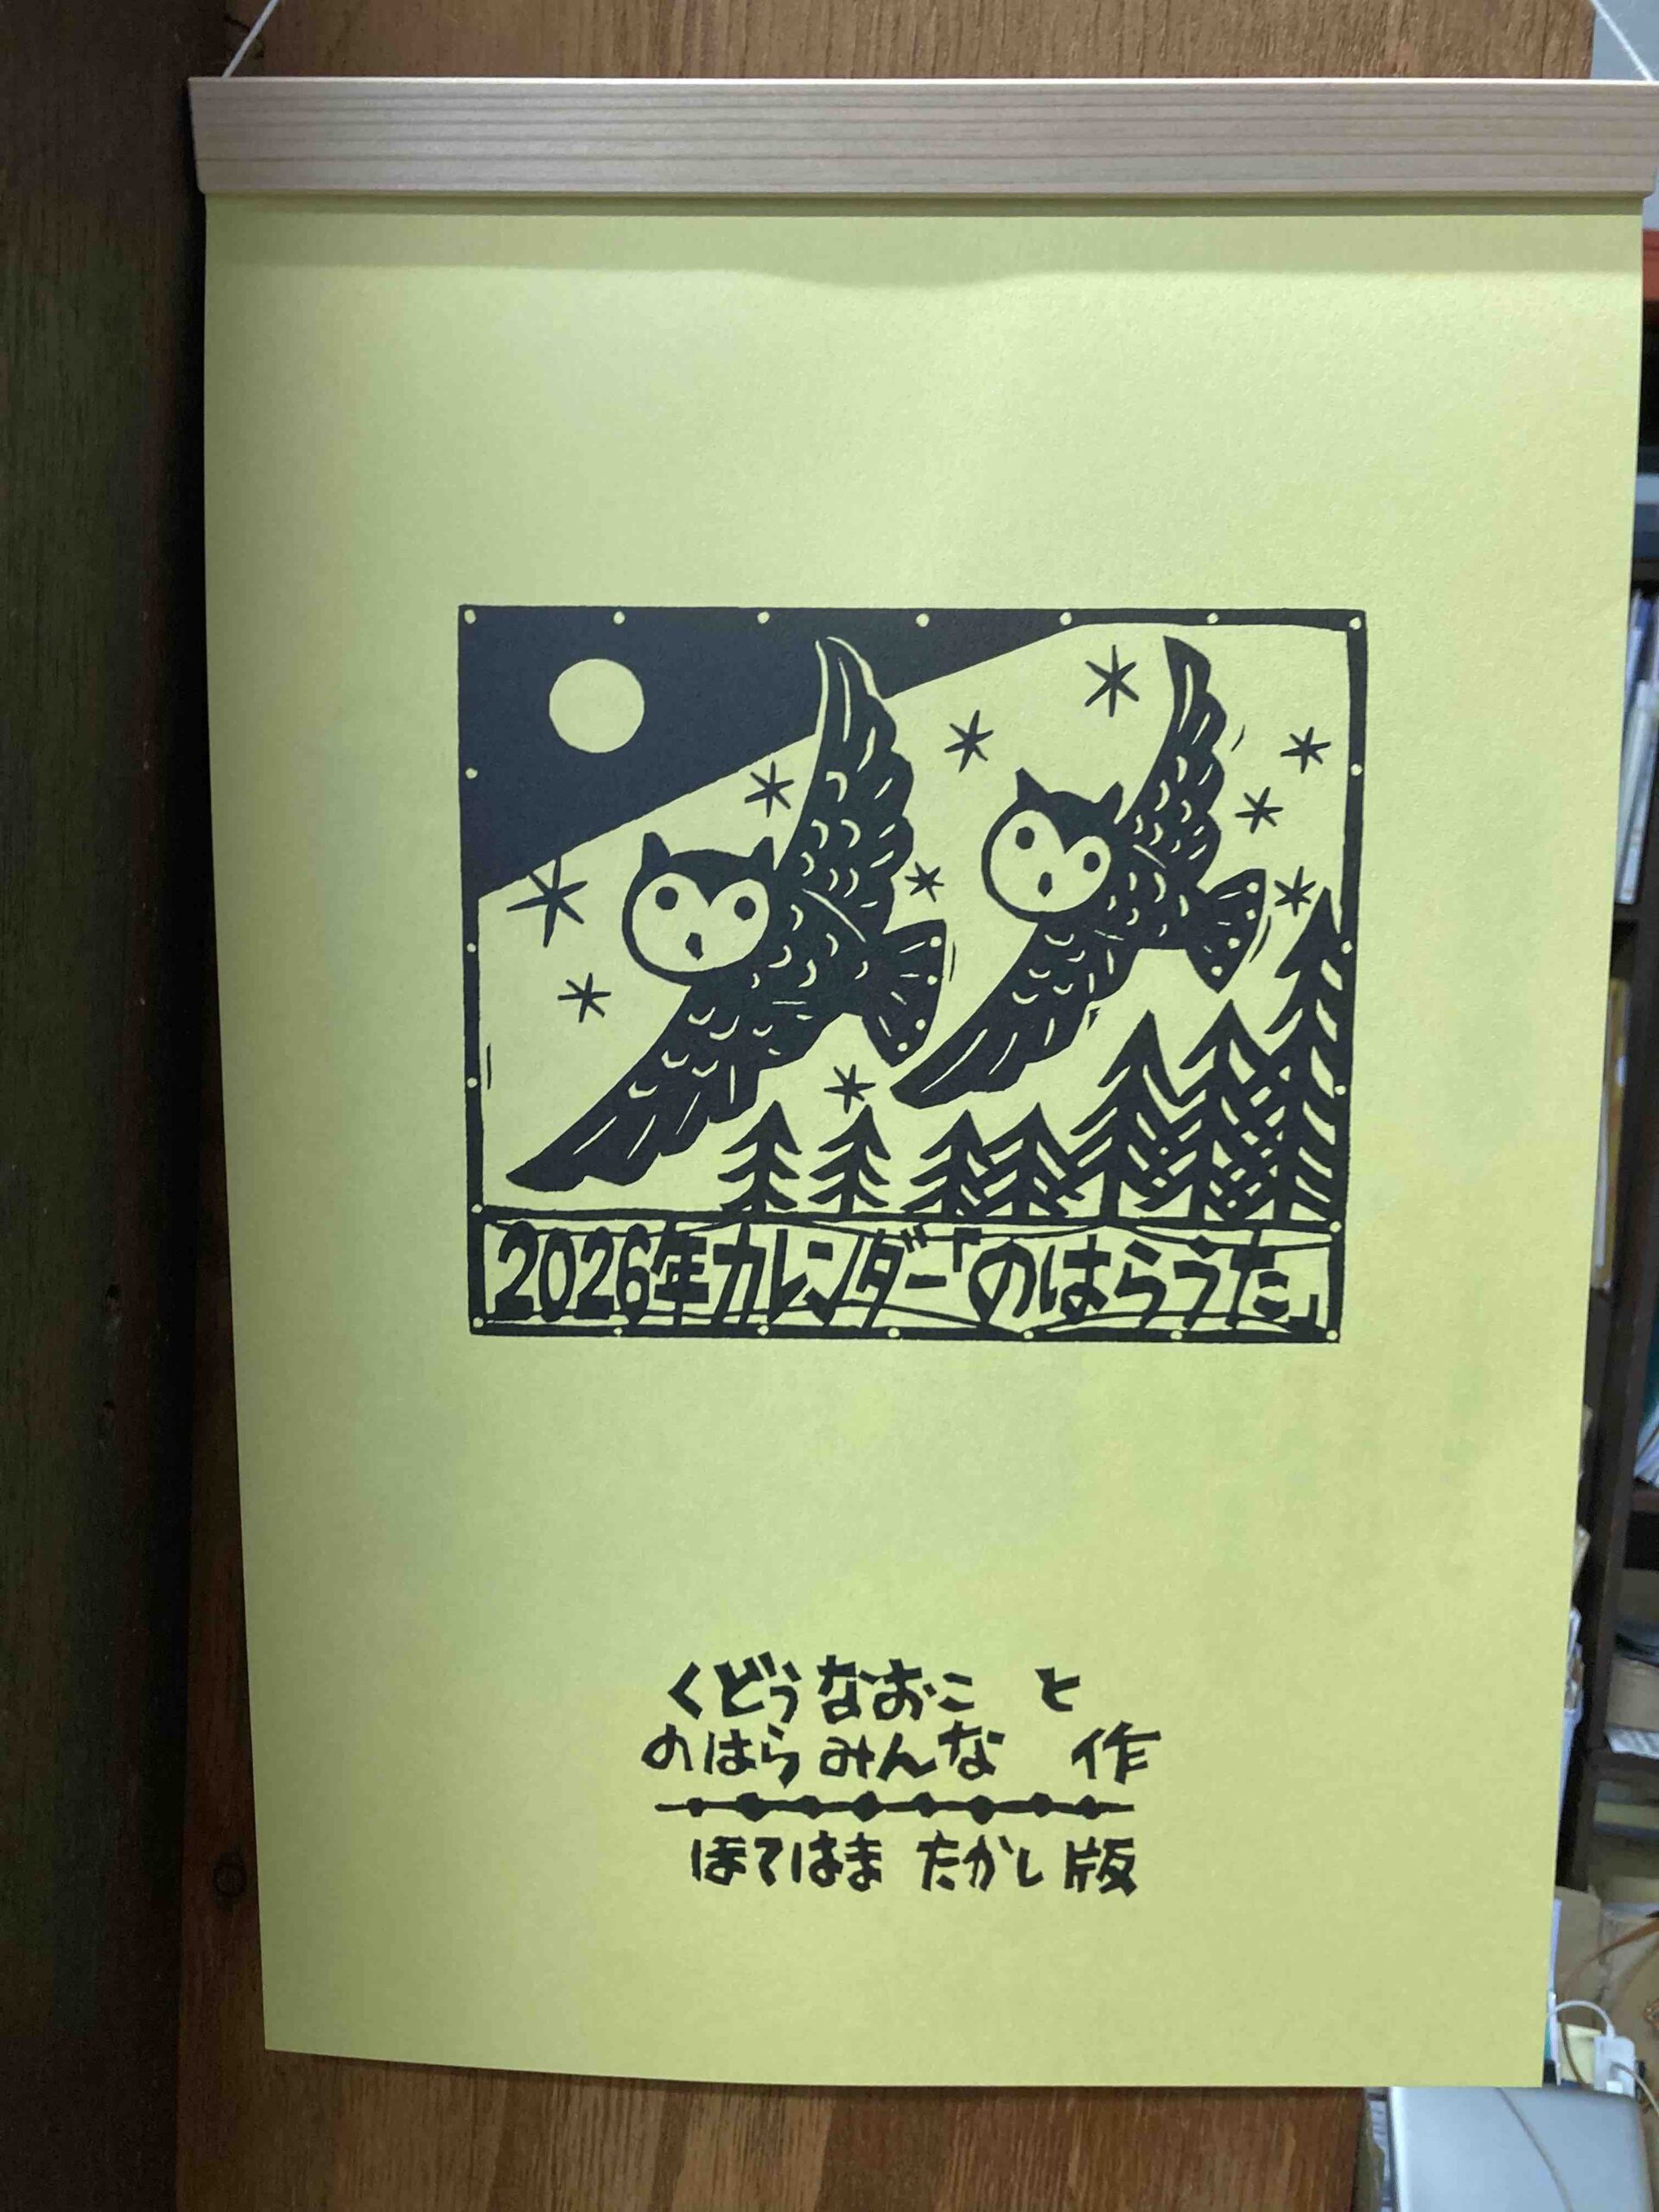 2026年カレンダー「のはらうた」
くどうなおこ と
のはらみんな 作
ほてはま たかし 版